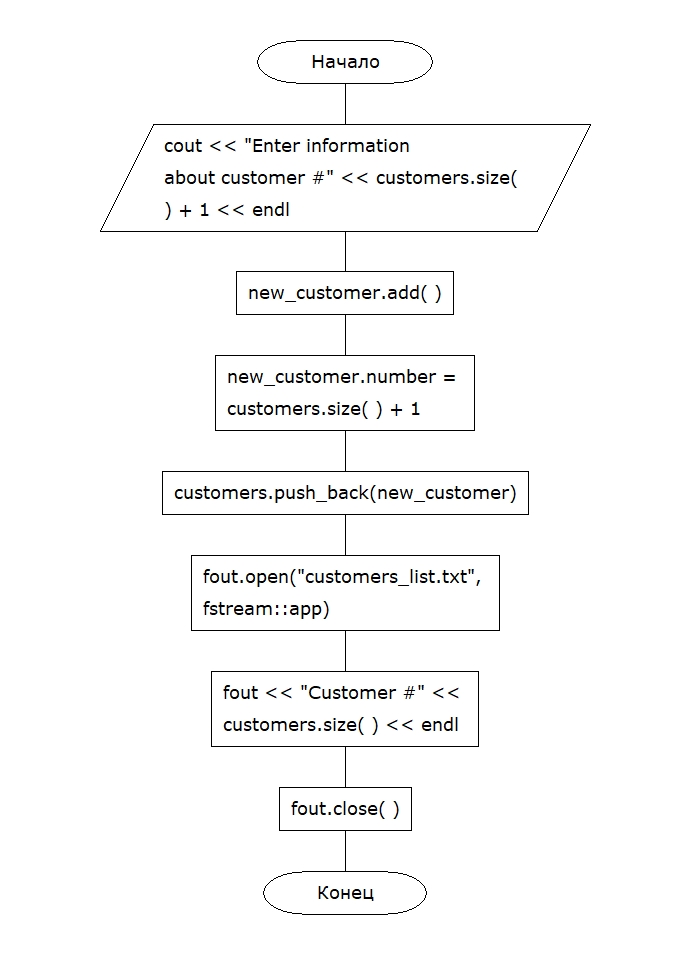 Начало
cout << "Enter information
about customer #" << customers.size(
) + 1 << endl
new_customer.add( )
new_customer.number =
customers.size( ) + 1
customers.push_back(new_customer)
fout.open("customers_list.txt",
fstream::app)
fout << "Customer #" <<
customers.size( ) << endl
fout.close( )
Конец